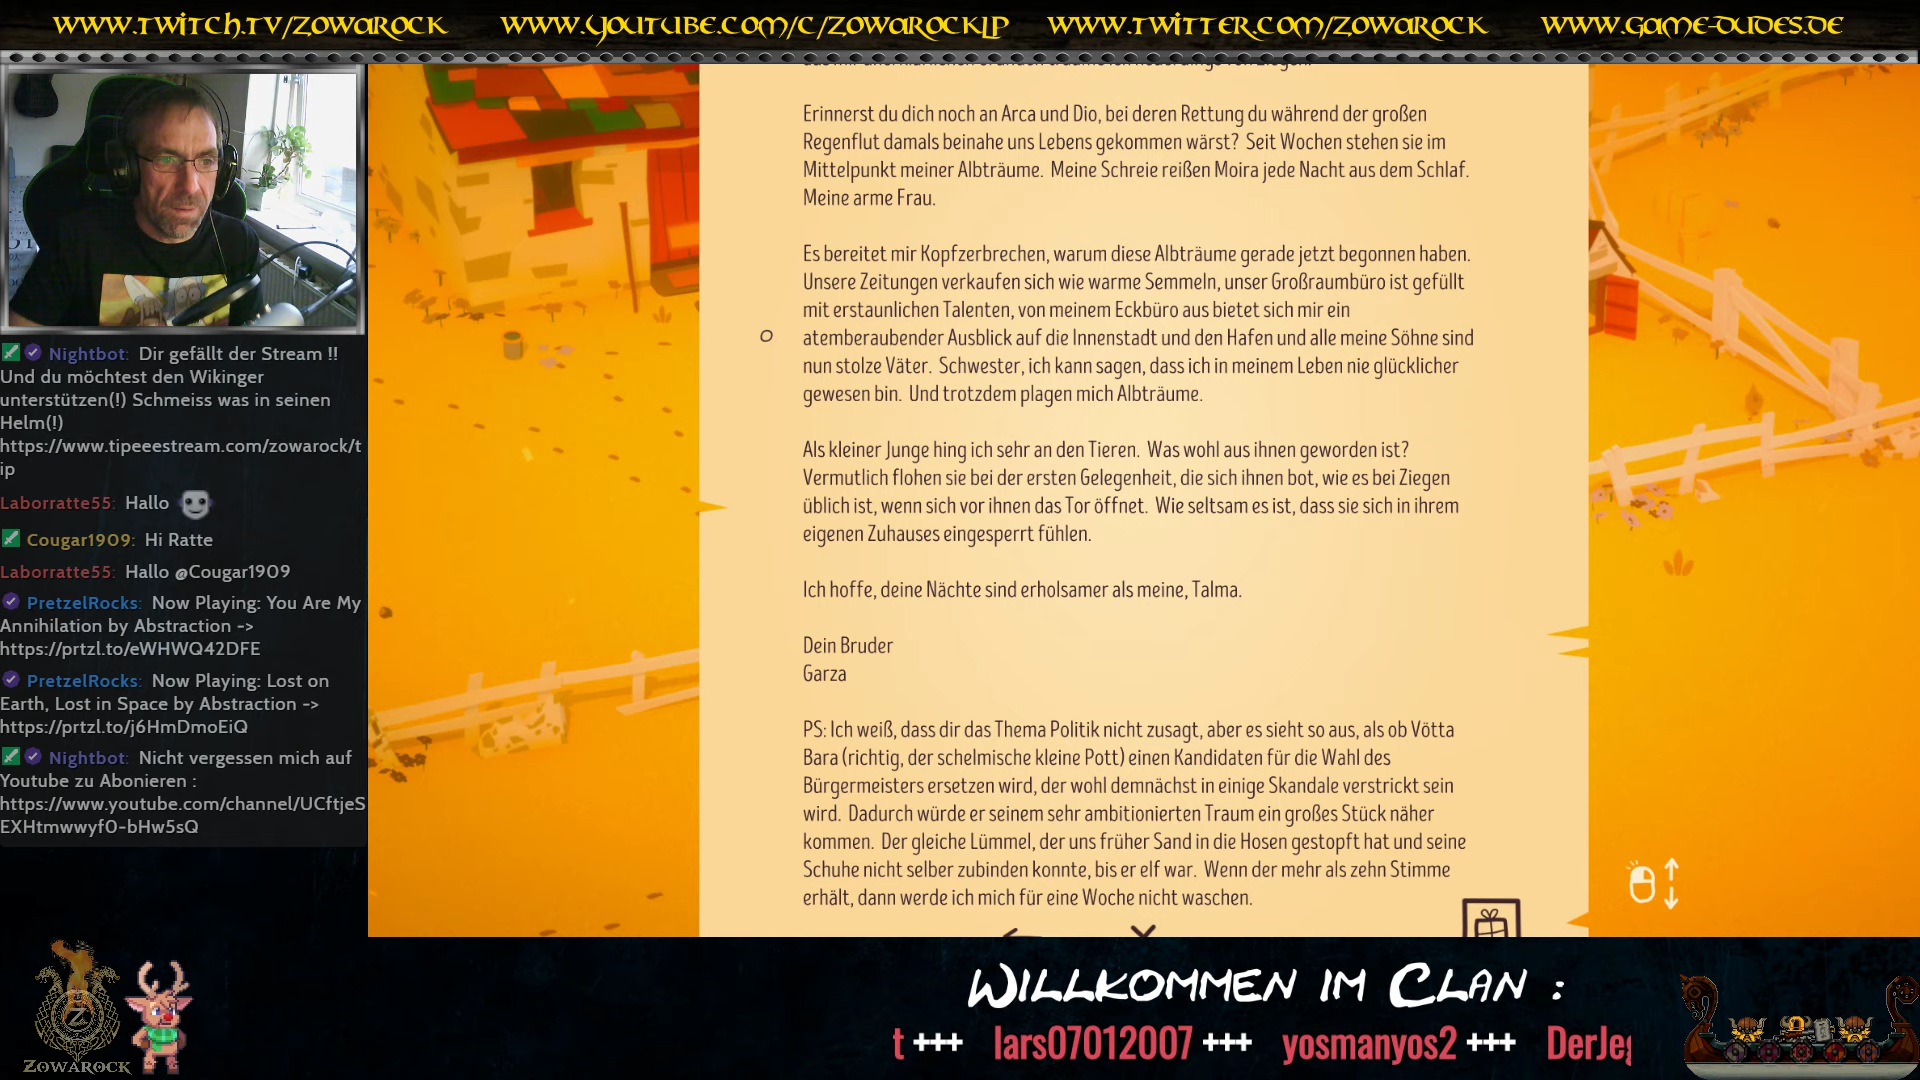 WWW.TWITCH.TV/ZOWAROCK WWW.YOUTUBE.COM/C/ZOWAROCKLP WWW.TWITTER.COM/ZOWAROCK WWW.GAME-DUDES.DE
Nightbot: Dir gefällt der Stream !!
Und du möchtest den Wikinger
unterstützen(!) Schmeiss was in seinen
Helm(!)
https://www.tipeeestream.com/zowarock/t
ip
Laborratte55: Hallo
Cougar1909: Hi Ratte
Laborratte55: Hallo @Cougar1909
PretzelRocks: Now Playing: You Are My
Annihilation by Abstraction ->
https://prtzl.to/eWHWQ42DFE
PretzelRocks: Now Playing: Lost on
Earth, Lost in Space by Abstraction ->
https://prtzl.to/j6HmDmoEiQ
Nightbot: Nicht vergessen mich auf
Youtube zu Abonieren :
https://www.youtube.com/channel/UCftjeS
EXHtmwwyf0-bHw5sQ
Erinnerst du dich noch an Arca und Dio, bei deren Rettung du während der großen
Regenflut damals beinahe uns Lebens gekommen wärst? Seit Wochen stehen sie im
Mittelpunkt meiner Albträume. Meine Schreie reißen Moira jede Nacht aus dem Schlaf.
Meine arme Frau.
Es bereitet mir Kopfzerbrechen, warum diese Albträume gerade jetzt begonnen haben.
Unsere Zeitungen verkaufen sich wie warme Semmeln, unser Großraumbüro ist gefüllt
mit erstaunlichen Talenten, von meinem Eckbüro aus bietet sich mir ein
atemberaubender Ausblick auf die Innenstadt und den Hafen und alle meine Söhne sind
nun stolze Väter. Schwester, ich kann sagen, dass ich in meinem Leben nie glücklicher
gewesen bin. Und trotzdem plagen mich Albträume.
Als kleiner Junge hing ich sehr an den Tieren. Was wohl aus ihnen geworden ist?
Vermutlich flohen sie bei der ersten Gelegenheit, die sich ihnen bot, wie es bei Ziegen
üblich ist, wenn sich vor ihnen das Tor öffnet. Wie seltsam es ist, dass sie sich in ihrem
eigenen Zuhauses eingesperrt fühlen.
Ich hoffe, deine Nächte sind erholsamer als meine, Talma.
Dein Bruder
Garza
PS: Ich weiß, dass dir das Thema Politik nicht zusagt, aber es sieht so aus, als ob Vötta
Bara (richtig, der schelmische kleine Pott) einen Kandidaten für die Wahl des
Bürgermeisters ersetzen wird, der wohl demnächst in einige Skandale verstrickt sein
wird. Dadurch würde er seinem sehr ambitionierten Traum ein großes Stück näher
kommen. Der gleiche Lümmel, der uns früher Sand in die Hosen gestopft hat und seine
Schuhe nicht selber zubinden konnte, bis er elf war. Wenn der mehr als zehn Stimme
erhält, dann werde ich mich für eine Woche nicht waschen.
ZOWAROCK
WILLKOMMEN IM CLAN :
t +++ lars07012007 +++ yosmanyos2 +++ DerJe